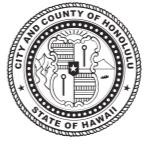 CITY AND COUNTY OF HONOLULU
STATE OF HAWAII